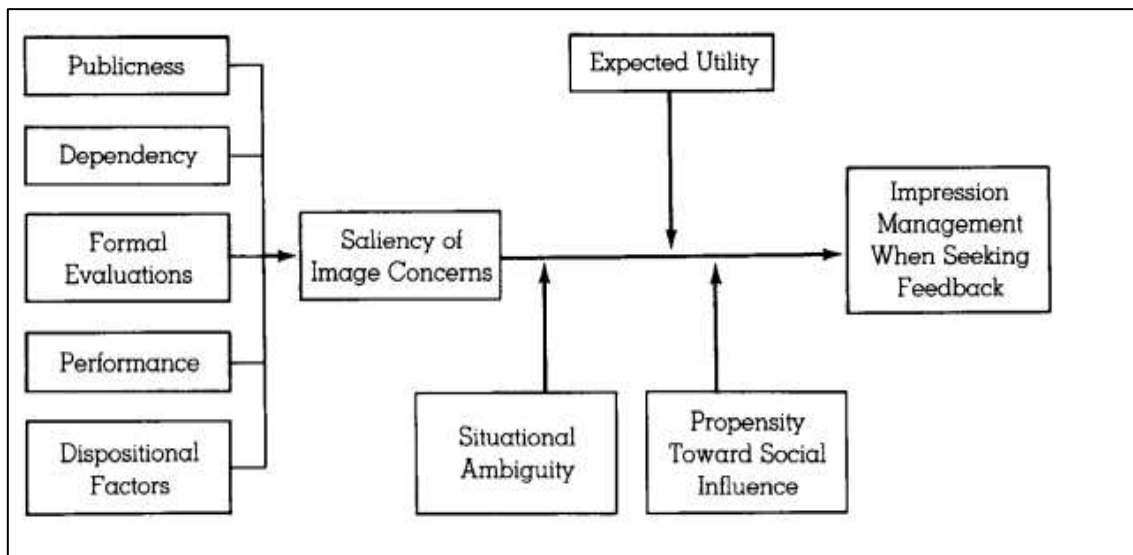 Publicness
Dependency
Formal
Evaluations
Performance
Dispositional
Factors
Saliency of
Image Concerns
Expected Utility
Situational
Ambiguity
Propensity
Toward Social
Influence
Impression
Management
When Seeking
Feedback